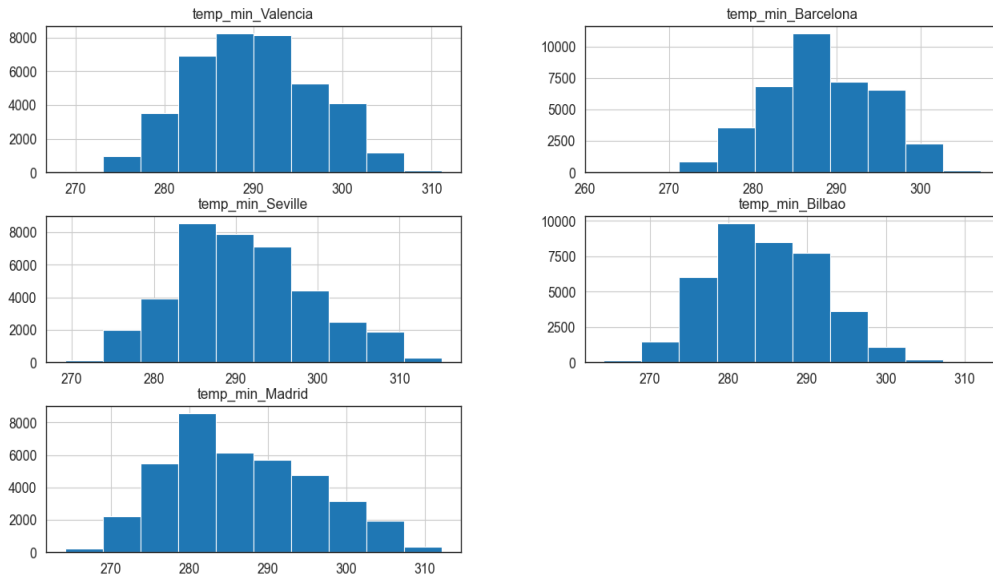 temp_min_Valencia
8000
6000
4000
2000
0
270 280 290 300 310
temp_min_Barcelona
10000
7500
5000
2500
0
260 270 280 290 300
temp_min_Seville
8000
6000
4000
2000
0
270 280 290 300 310
temp_min_Bilbao
10000
7500
5000
2500
0
270 280 290 300 310
temp_min_Madrid
8000
6000
4000
2000
0
270 280 290 300 310